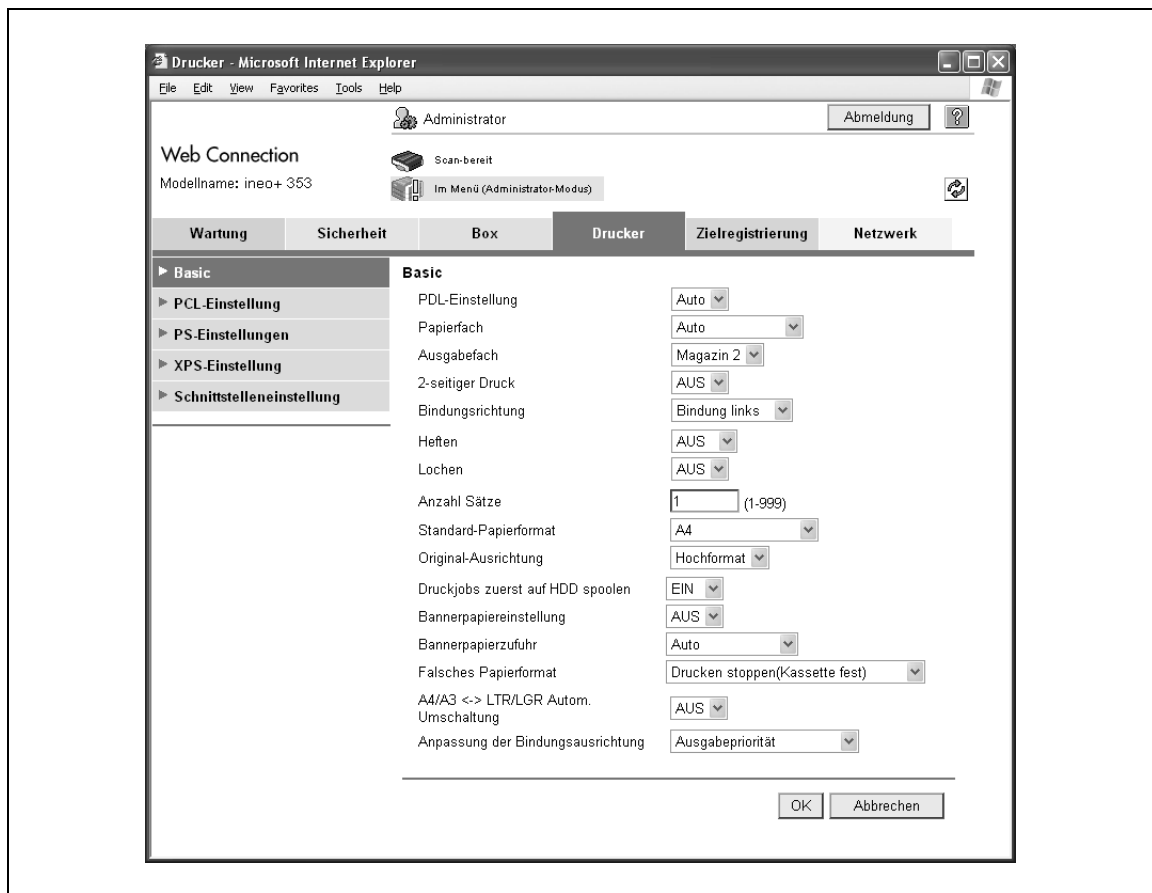 Drucker - Microsoft Internet Explorer
File Edit View Favorites Tools Help
Administrator
Abmeldung
?
Web Connection
Scan-bereit
Modellname: ineo+ 353
Im Menü (Administrator-Modus)
Wartung Sicherheit Box Drucker Zielregistrierung Netzwerk
Basic
PCL-Einstellung
PS-Einstellungen
XPS-Einstellung
Schnittstelleneinstellung
Basic
PDL-Einstellung Auto
Papierfach Auto
Ausgabefach Magazin 2
2-seitiger Druck AUS
Bindungsrichtung Bindung links
Heften AUS
Lochen AUS
Anzahl Sätze 1 (1-999)
Standard-Papierformat A4
Original-Ausrichtung Hochformat
Druckjobs zuerst auf HDD spoolen EIN
Bannerpapiereinstellung AUS
Bannerpapierzufuhr Auto
Falsches Papierformat Drucken stoppen(Kassette fest)
A4/A3 <-> LTR/LGR Autom.
Umschaltung AUS
Anpassung der Bindungsausrichtung Ausgabepriorität
OK Abbrechen